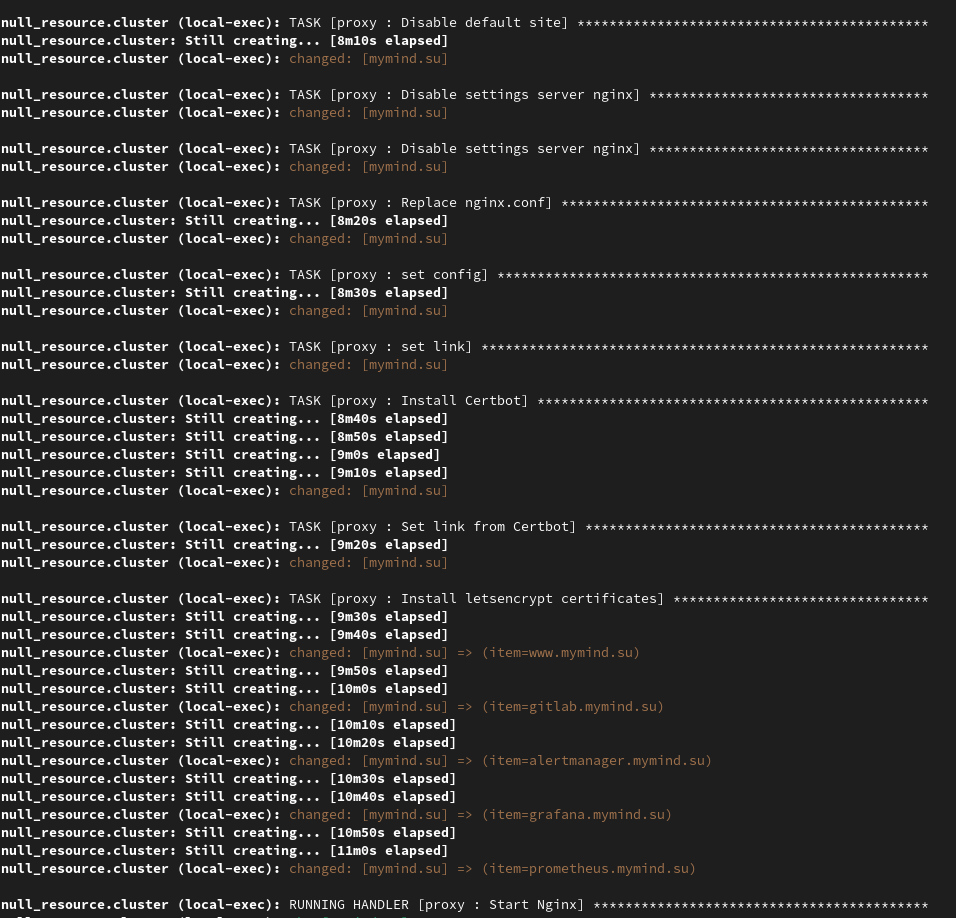 null_resource.cluster (local-exec): TASK [proxy : Disable default site] ********************************************
null_resource.cluster: Still creating... [8m10s elapsed]
null_resource.cluster (local-exec): changed: [mymind.su]
null_resource.cluster (local-exec): TASK [proxy : Disable settings server nginx] ***********************************
null_resource.cluster (local-exec): changed: [mymind.su]
null_resource.cluster (local-exec): TASK [proxy : Disable settings server nginx] ***********************************
null_resource.cluster (local-exec): changed: [mymind.su]
null_resource.cluster (local-exec): TASK [proxy : Replace nginx.conf] **********************************************
null_resource.cluster: Still creating... [8m20s elapsed]
null_resource.cluster (local-exec): changed: [mymind.su]
null_resource.cluster (local-exec): TASK [proxy : set config] ******************************************************
null_resource.cluster: Still creating... [8m30s elapsed]
null_resource.cluster (local-exec): changed: [mymind.su]
null_resource.cluster (local-exec): TASK [proxy : set link] ********************************************************
null_resource.cluster (local-exec): changed: [mymind.su]
null_resource.cluster (local-exec): TASK [proxy : Install Certbot] *************************************************
null_resource.cluster: Still creating... [8m40s elapsed]
null_resource.cluster: Still creating... [8m50s elapsed]
null_resource.cluster: Still creating... [9m0s elapsed]
null_resource.cluster: Still creating... [9m10s elapsed]
null_resource.cluster (local-exec): changed: [mymind.su]
null_resource.cluster (local-exec): TASK [proxy : Set link from Certbot] *******************************************
null_resource.cluster: Still creating... [9m20s elapsed]
null_resource.cluster (local-exec): changed: [mymind.su]
null_resource.cluster (local-exec): TASK [proxy : Install letsencrypt certificates] ********************************
null_resource.cluster: Still creating... [9m30s elapsed]
null_resource.cluster: Still creating... [9m40s elapsed]
null_resource.cluster (local-exec): changed: [mymind.su] => (item=www.mymind.su)
null_resource.cluster: Still creating... [9m50s elapsed]
null_resource.cluster: Still creating... [10m0s elapsed]
null_resource.cluster (local-exec): changed: [mymind.su] => (item=gitlab.mymind.su)
null_resource.cluster: Still creating... [10m10s elapsed]
null_resource.cluster: Still creating... [10m20s elapsed]
null_resource.cluster (local-exec): changed: [mymind.su] => (item=alertmanager.mymind.su)
null_resource.cluster: Still creating... [10m30s elapsed]
null_resource.cluster: Still creating... [10m40s elapsed]
null_resource.cluster (local-exec): changed: [mymind.su] => (item=grafana.mymind.su)
null_resource.cluster: Still creating... [10m50s elapsed]
null_resource.cluster: Still creating... [11m0s elapsed]
null_resource.cluster (local-exec): changed: [mymind.su] => (item=prometheus.mymind.su)
null_resource.cluster (local-exec): RUNNING HANDLER [proxy : Start Nginx] ******************************************